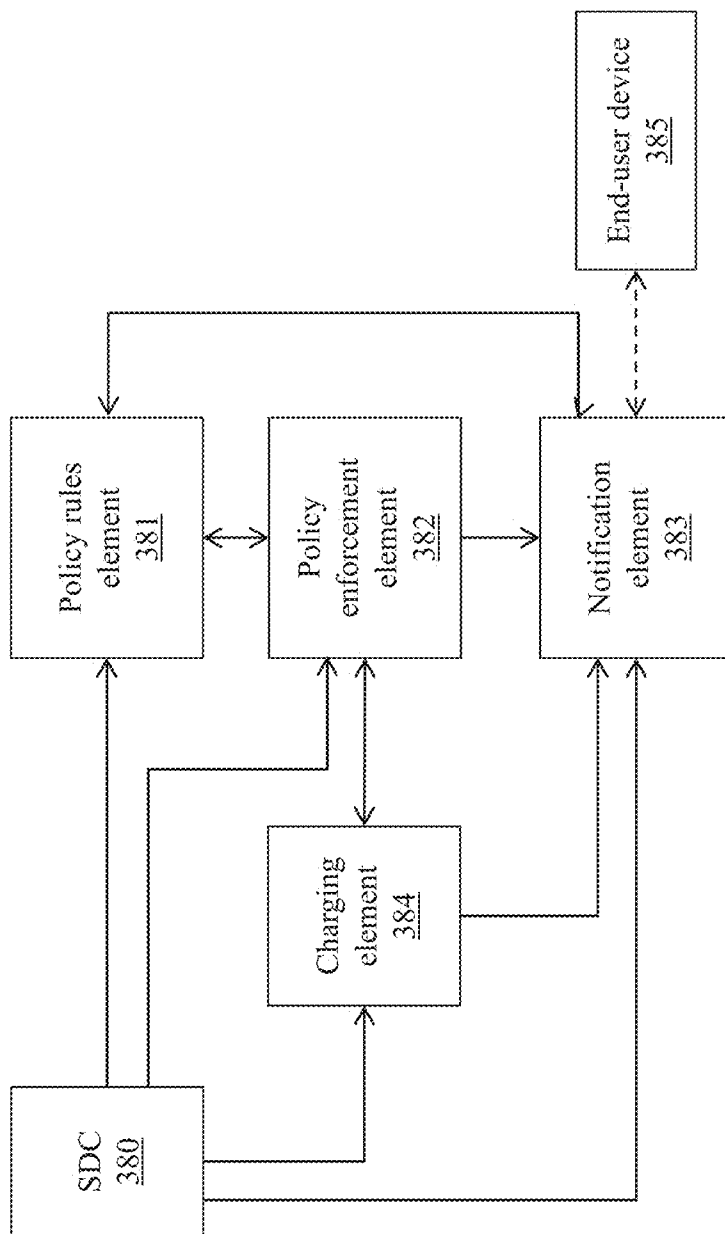 SDC
380
Policy rules
element
381
Policy
enforcement
element
382
Charging
element
384
Notification
element
383
End-user device
385